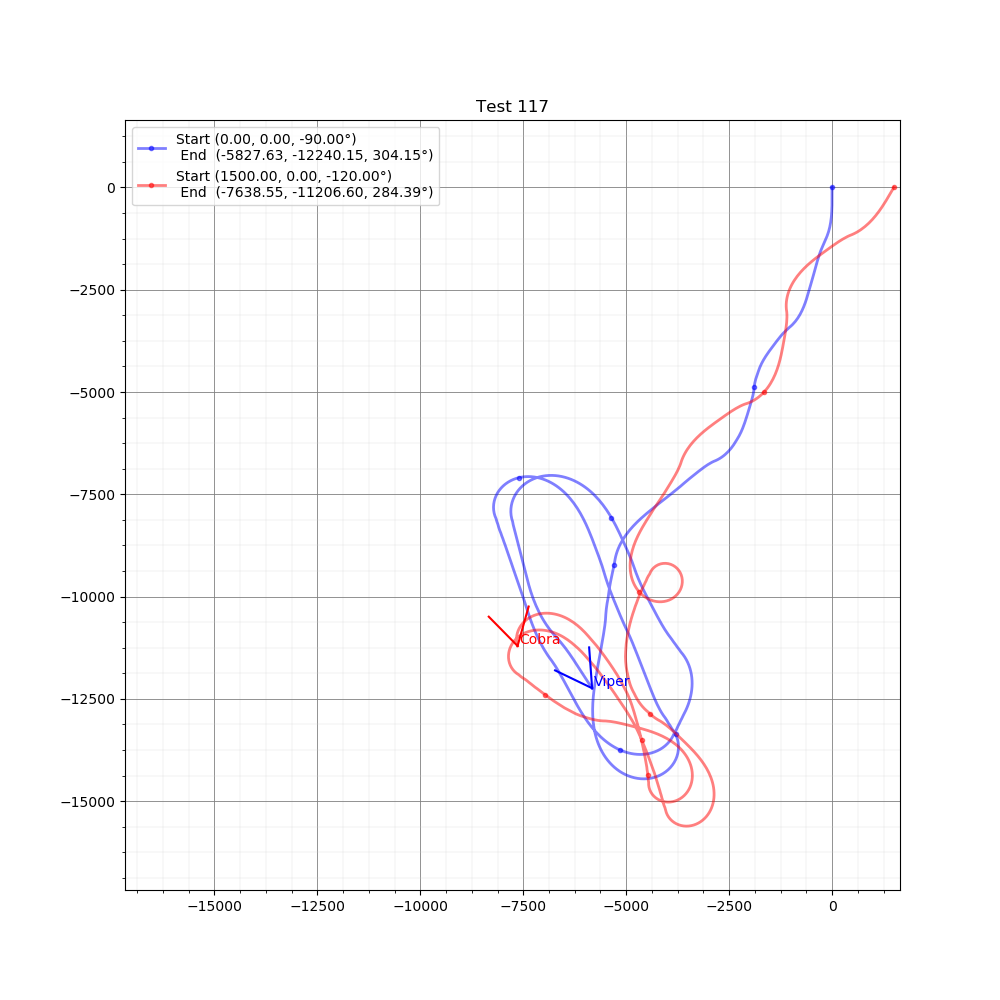 Test 117
Start (0.00, 0.00, -90.00°)
End  (-5827.63, -12240.15, 304.15°)
Start (1500.00, 0.00, -120.00°)
End  (-7638.55, -11206.60, 284.39°)
0
−2500
−5000
−7500
−10000
−12500
−15000
Cobra
Viper
−15000
−12500
−10000
−7500
−5000
−2500
0